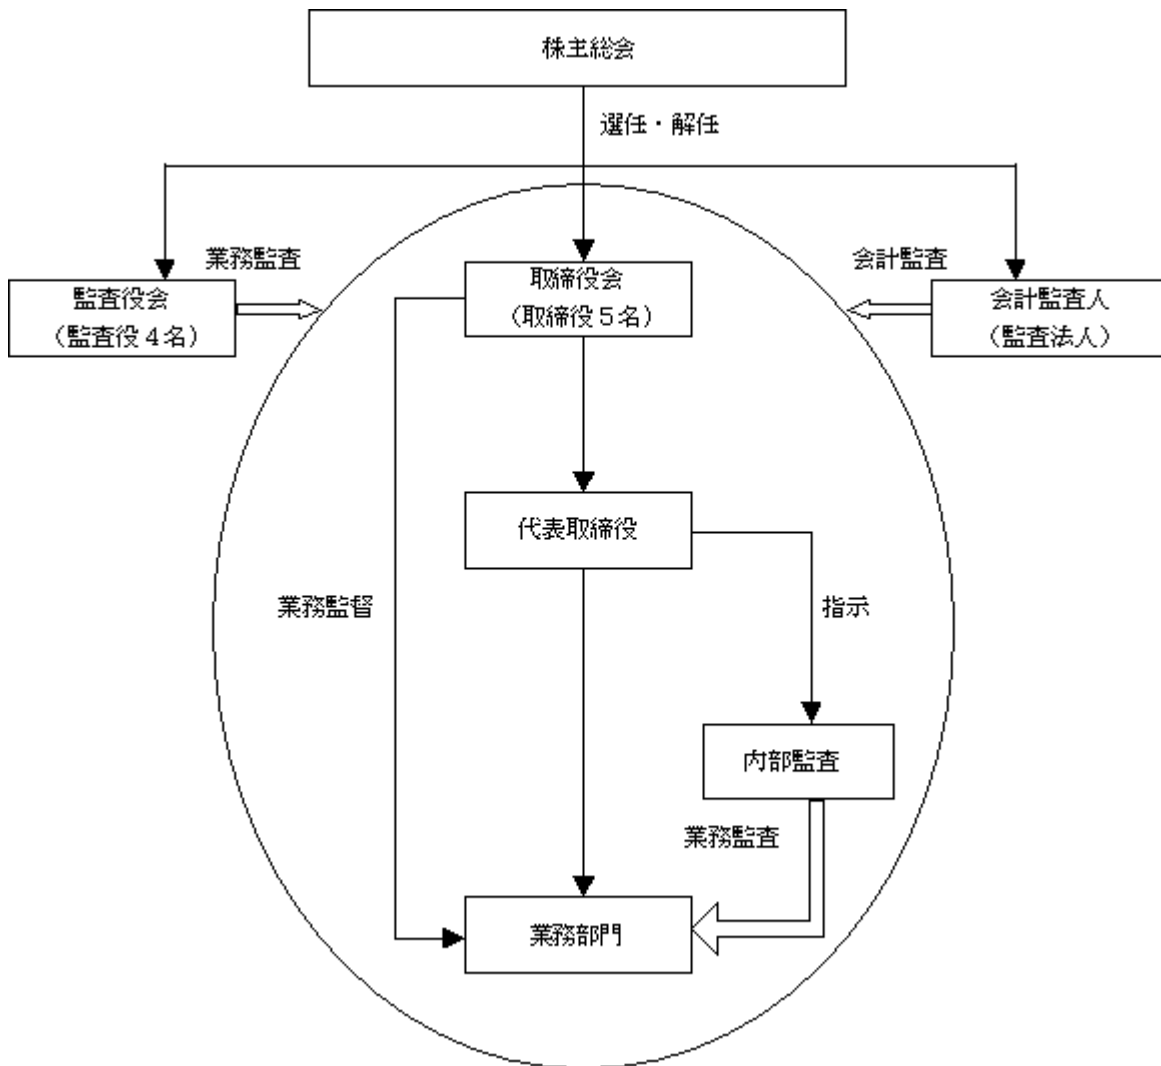 株主総会
選任・解任
業務監査
会計監査
監査役会
（監査役４名）
取締役会
（取締役５名）
会計監査人
（監査法人）
代表取締役
業務監督
指示
内部監査
業務監査
業務部門